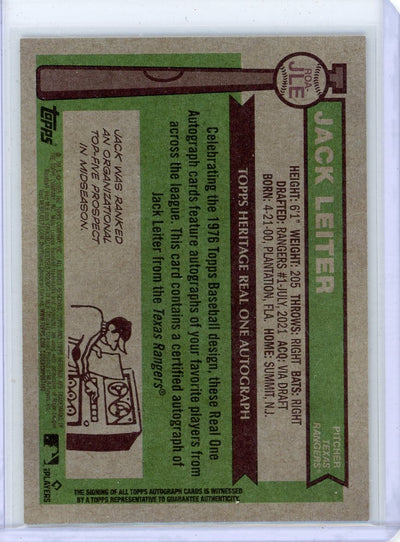 ROA-
JLE
JACK LEITER
PITCHER
TEXAS
RANGERS®
HEIGHT: 6'1" WEIGHT: 205 THROWS: RIGHT BATS: RIGHT
DRAFTED: RANGERS #1-JULY, 2021 ACQ: VIA DRAFT
BORN: 4-21-00, PLANTATION, FLA. HOME: SUMMIT, N.J.
TOPPS HERITAGE REAL ONE AUTOGRAPH
Celebrating the 1976 Topps Baseball design, these Real One
Autograph cards feature autographs of your favorite players from
across the league. This card contains a certified autograph of
Jack Leiter from the Texas Rangers®
JACK WAS RANKED
AN ORGANIZATIONAL
TOP-FIVE PROSPECT
IN MIDSEASON.
topps
PLAYERS
THE SIGNING OF ALL TOPPS AUTOGRAPH CARDS IS WITNESSED
BY A TOPPS REPRESENTATIVE TO GUARANTEE AUTHENTICITY.